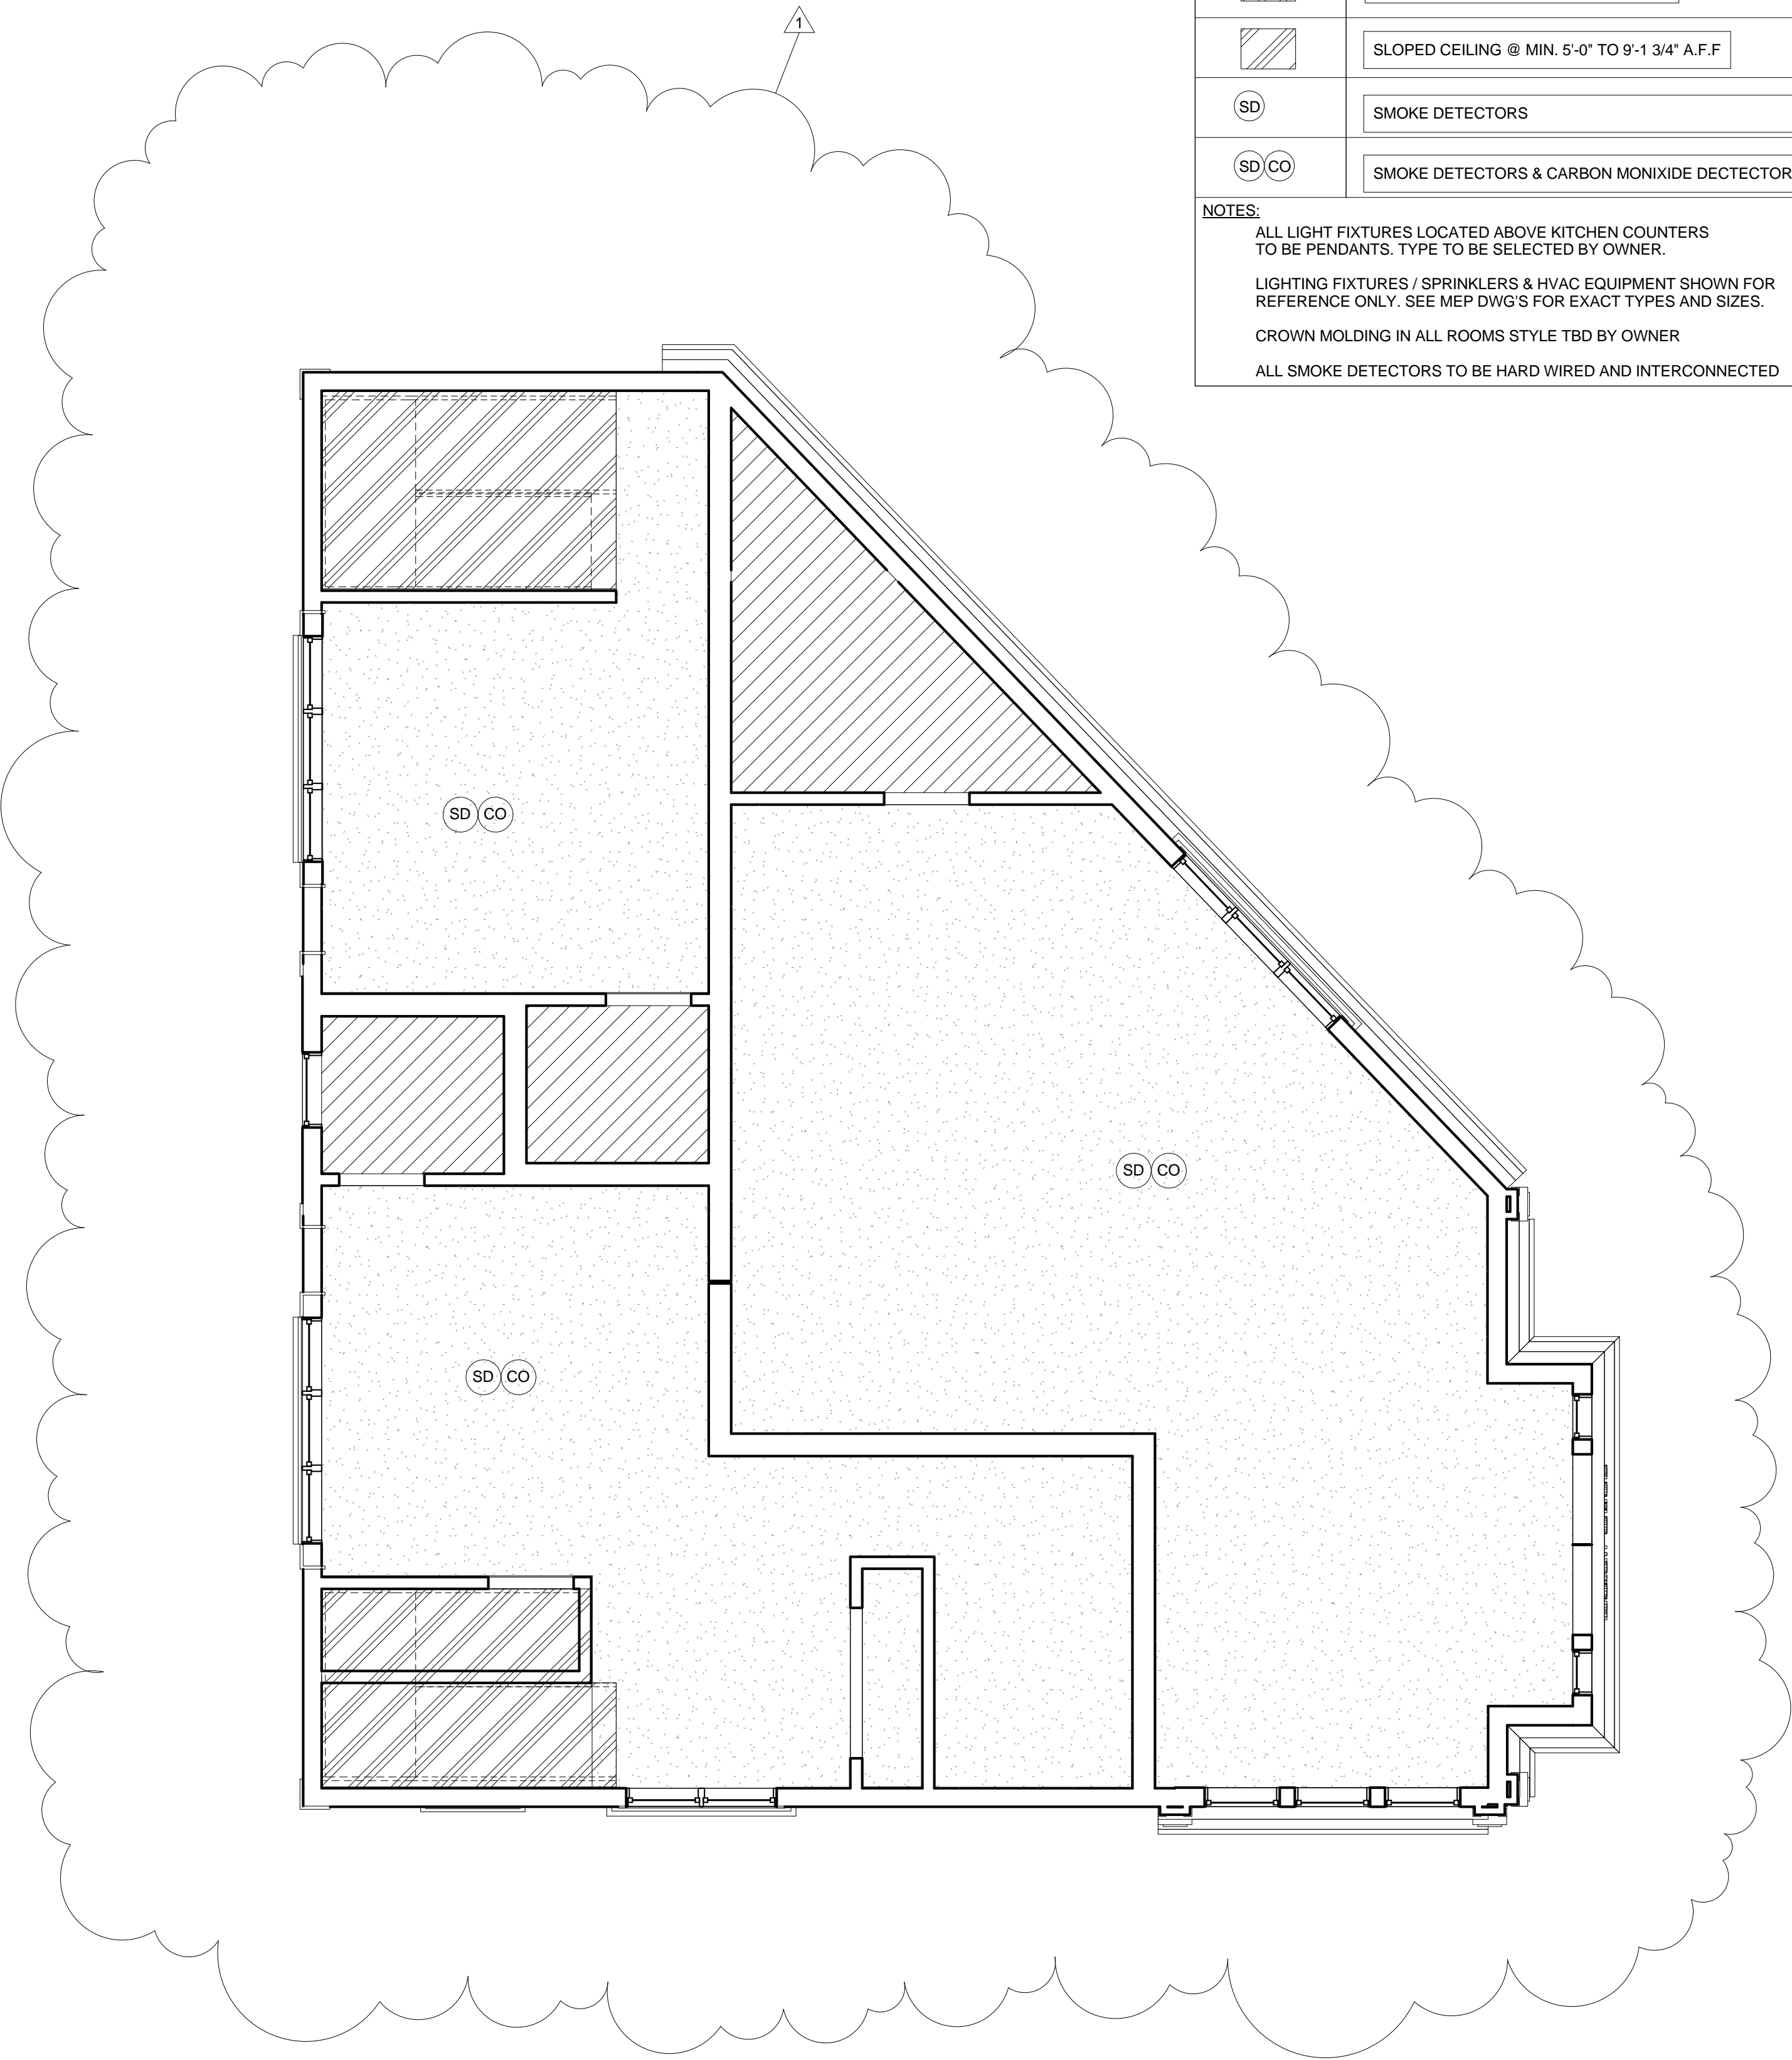 1
SLOPED CEILING @ MIN. 5'-0" TO 9'-1 3/4" A.F.F
SD
SMOKE DETECTORS
SD CO
SMOKE DETECTORS & CARBON MONIXIDE DECTECTOR
NOTES:
ALL LIGHT FIXTURES LOCATED ABOVE KITCHEN COUNTERS
TO BE PENDANTS. TYPE TO BE SELECTED BY OWNER.
LIGHTING FIXTURES / SPRINKLERS & HVAC EQUIPMENT SHOWN FOR
REFERENCE ONLY. SEE MEP DWG'S FOR EXACT TYPES AND SIZES.
CROWN MOLDING IN ALL ROOMS STYLE TBD BY OWNER
ALL SMOKE DETECTORS TO BE HARD WIRED AND INTERCONNECTED
SD CO
SD CO
SD CO